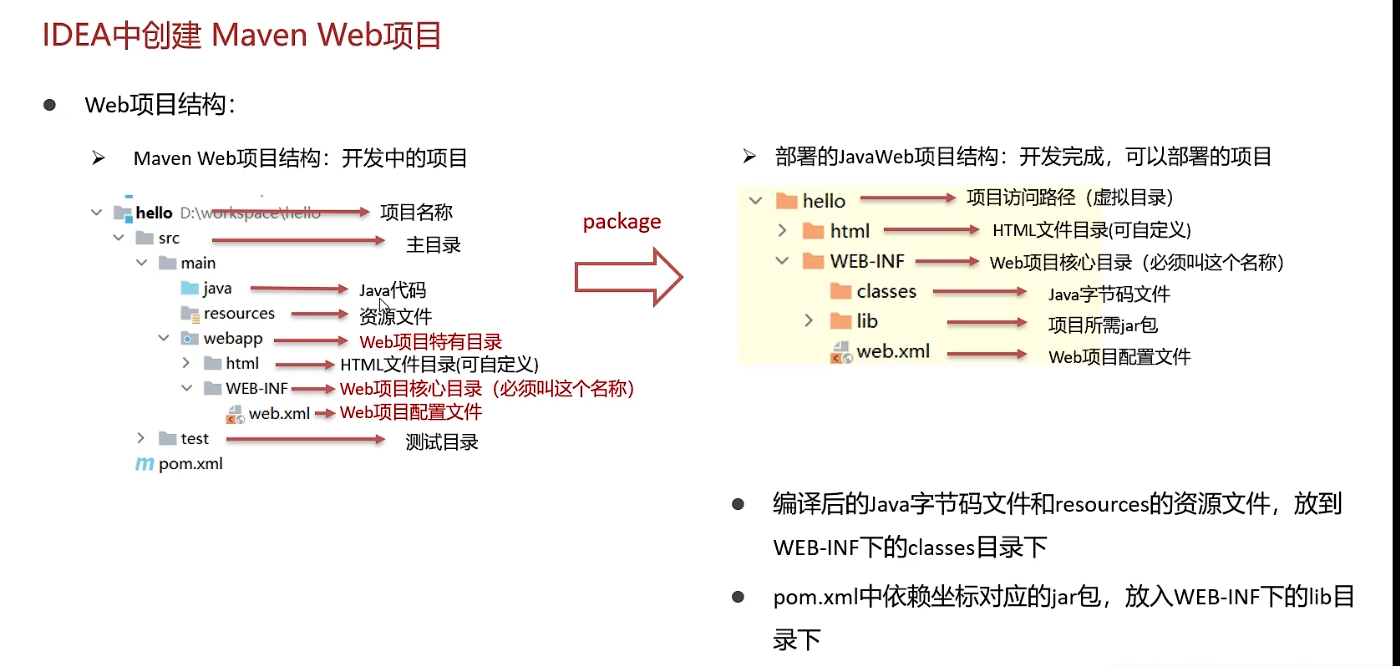 IDEA中创建 Maven Web项目
● Web项目结构：
➢ Maven Web项目结构：开发中的项目
hello D:\workspace\hello 项目名称
src 主目录
main
java Java代码
resources 资源文件
webapp Web项目特有目录
html HTML文件目录(可自定义)
WEB-INF Web项目核心目录（必须叫这个名称）
web.xml Web项目配置文件
test 测试目录
pom.xml
package
➢ 部署的JavaWeb项目结构：开发完成，可以部署的项目
hello 项目访问路径（虚拟目录）
html HTML文件目录(可自定义)
WEB-INF Web项目核心目录（必须叫这个名称）
classes Java字节码文件
lib 项目所需jar包
web.xml Web项目配置文件
● 编译后的Java字节码文件和resources的资源文件，放到
WEB-INF下的classes目录下
● pom.xml中依赖坐标对应的jar包，放入WEB-INF下的lib目
录下